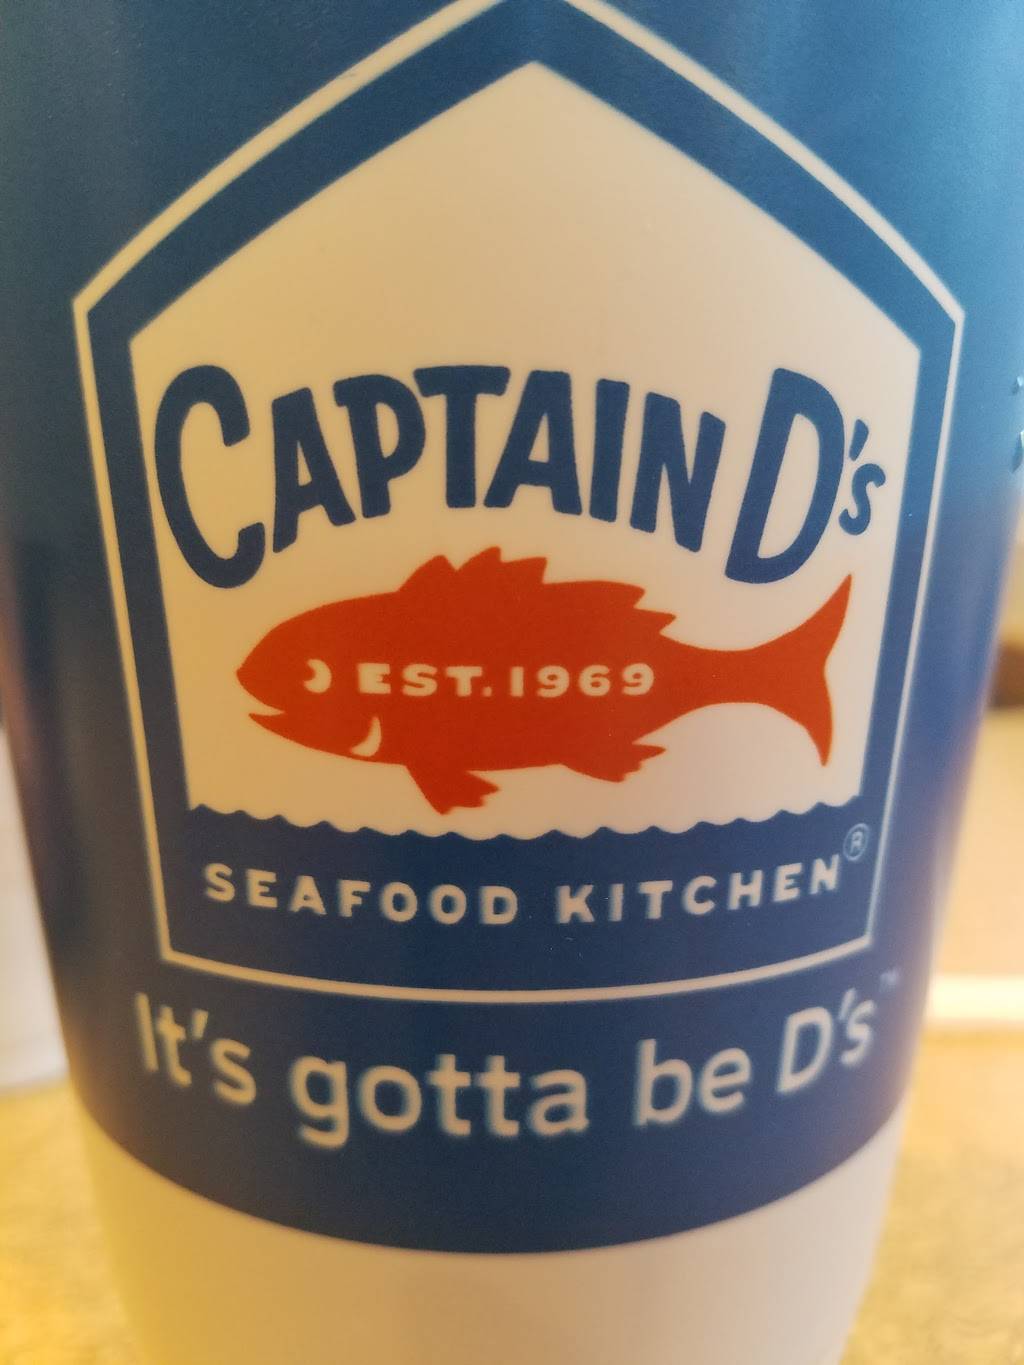 CAPTAIN D's
EST. 1969
SEAFOOD KITCHEN®
It's gotta be D's™